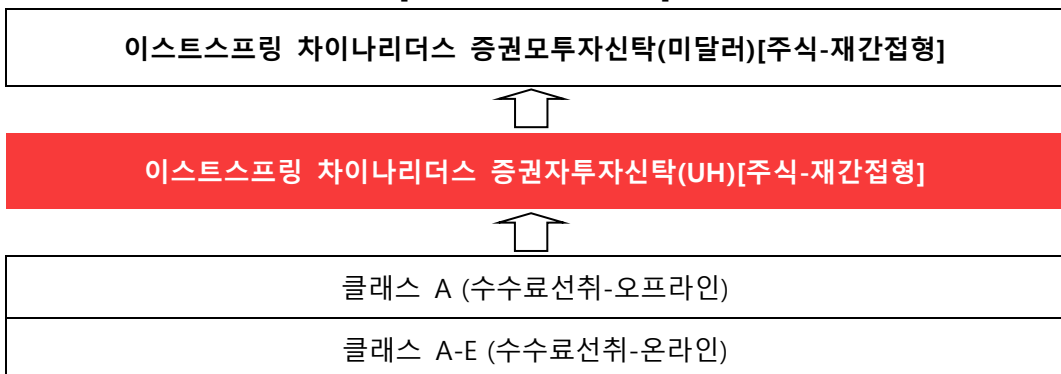 이스트스프링 차이나리더스 증권모투자신탁(미달러)[주식-재간접형]
이스트스프링 차이나리더스 증권자투자신탁(UH)[주식-재간접형]
클래스 A (수수료선취-오프라인)
클래스 A-E (수수료선취-온라인)